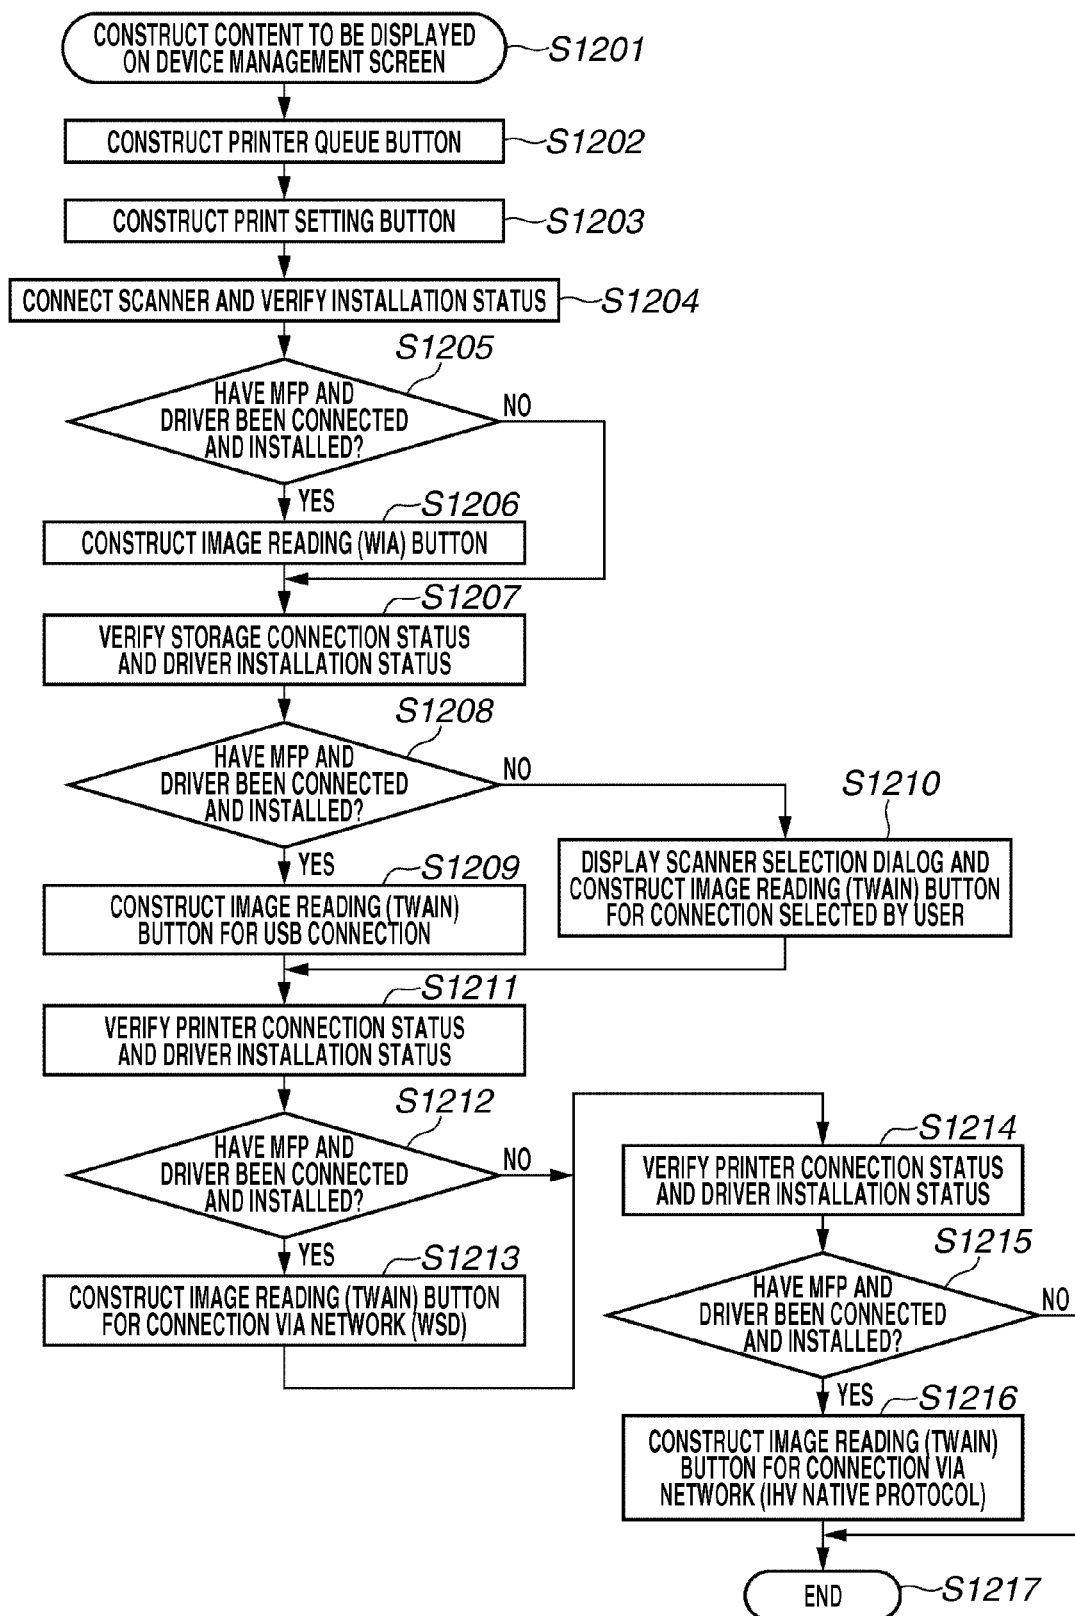 CONSTRUCT CONTENT TO BE DISPLAYED
ON DEVICE MANAGEMENT SCREEN
S1201
CONSTRUCT PRINTER QUEUE BUTTON
S1202
CONSTRUCT PRINT SETTING BUTTON
S1203
CONNECT SCANNER AND VERIFY INSTALLATION STATUS
S1204
S1205
HAVE MFP AND
DRIVER BEEN CONNECTED
AND INSTALLED?
NO
YES
S1206
CONSTRUCT IMAGE READING (WIA) BUTTON
S1207
VERIFY STORAGE CONNECTION STATUS
AND DRIVER INSTALLATION STATUS
S1208
HAVE MFP AND
DRIVER BEEN CONNECTED
AND INSTALLED?
NO
YES
S1209
CONSTRUCT IMAGE READING (TWAIN)
BUTTON FOR USB CONNECTION
S1210
DISPLAY SCANNER SELECTION DIALOG AND
CONSTRUCT IMAGE READING (TWAIN) BUTTON
FOR CONNECTION SELECTED BY USER
S1211
VERIFY PRINTER CONNECTION STATUS
AND DRIVER INSTALLATION STATUS
S1212
HAVE MFP AND
DRIVER BEEN CONNECTED
AND INSTALLED?
NO
YES
S1213
CONSTRUCT IMAGE READING (TWAIN) BUTTON
FOR CONNECTION VIA NETWORK (WSD)
S1214
VERIFY PRINTER CONNECTION STATUS
AND DRIVER INSTALLATION STATUS
S1215
HAVE MFP AND
DRIVER BEEN CONNECTED
AND INSTALLED?
NO
YES
S1216
CONSTRUCT IMAGE READING (TWAIN)
BUTTON FOR CONNECTION VIA
NETWORK (IHV NATIVE PROTOCOL)
END
S1217